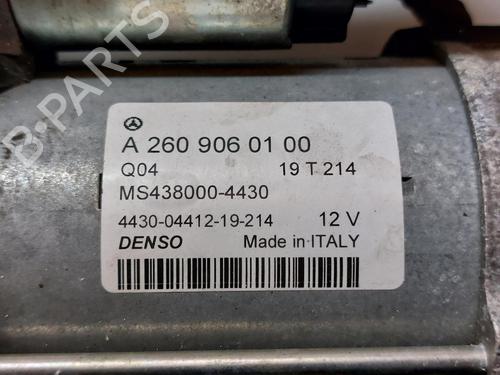 A 260 906 01 00
Q04 19 T 214
MS438000-4430
4430-04412-19-214 12 V
DENSO Made in ITALY
B-PARTS